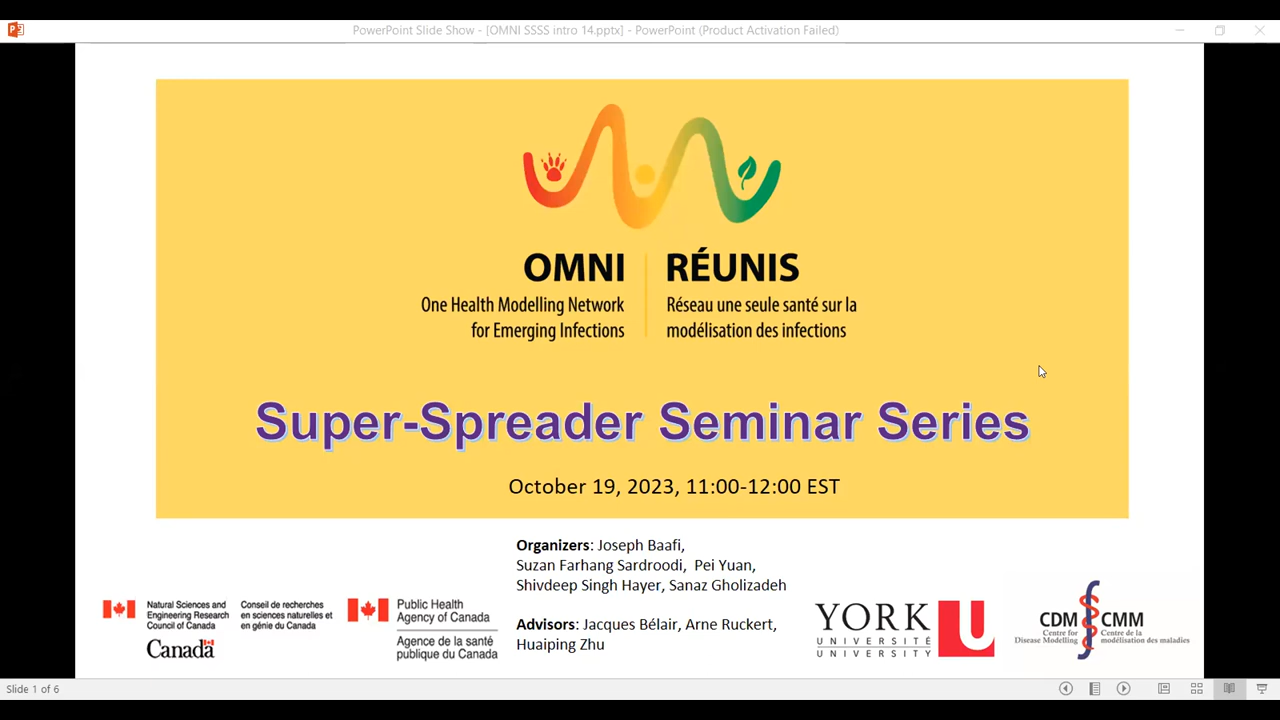 PowerPoint Slide Show - [OMNI SSSS intro 14.pptx] - PowerPoint (Product Activation Failed)
OMNI
One Health Modelling Network
for Emerging Infections
RÉUNIS
Réseau une seule santé sur la
modélisation des infections
Super-Spreader Seminar Series
October 19, 2023, 11:00-12:00 EST
Organizers: Joseph Baafi,
Suzan Farhang Sardroodi, Pei Yuan,
Shivdeep Singh Hayer, Sanaz Gholizadeh
Advisors: Jacques Bélair, Arne Ruckert,
Huaiping Zhu
Natural Sciences and
Engineering Research
Council of Canada
Conseil de recherches
en sciences naturelles et
en génie du Canada
Canada
Public Health
Agency of Canada
Agence de la santé
publique du Canada
YORK U
UNIVERSITÉ
UNIVERSITY
CDM
Centre for
Disease Modelling
CMM
Centre de la
modélisation des maladies
Slide 1 of 6